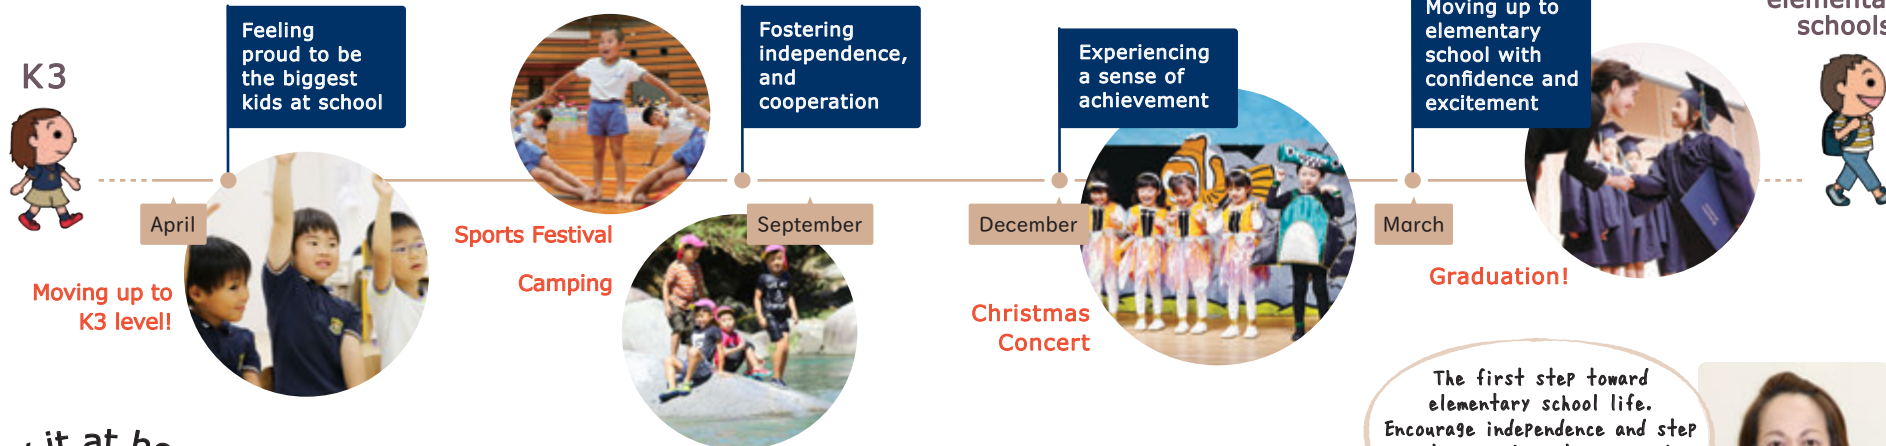 K3
Feeling
proud to be
the biggest
kids at school
April
Moving up to
K3 level!
Sports Festival
Camping
Fostering
independence,
and
cooperation
September
Experiencing
a sense of
achievement
December
Christmas
Concert
Moving up to
elementary
school with
confidence and
excitement
March
Graduation!
schools
The first step toward
elementary school life.
Encourage independence and step
it at